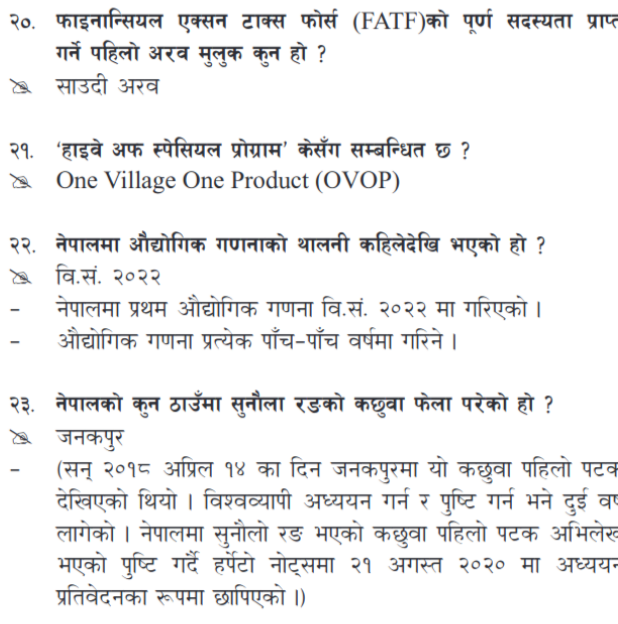 २०. फाइनान्सियल एक्सन टाक्स फोर्स (FATF)को पूर्ण सदस्यता प्राप्त
गर्ने पहिलो अरव मुलुक कुन हो ?
साउदी अरव
२१. ‘हाइवे अफ स्पेसियल प्रोग्राम’ केसँग सम्बन्धित छ ?
One Village One Product (OVOP)
२२. नेपालमा औद्योगिक गणनाको थालनी कहिलेदेखि भएको हो ?
वि.सं. २०२२
– नेपालमा प्रथम औद्योगिक गणना वि.सं. २०२२ मा गरिएको ।
– औद्योगिक गणना प्रत्येक पाँच–पाँच वर्षमा गरिने ।
२३. नेपालको कुन ठाउँमा सुनौला रङको कछुवा फेला परेको हो ?
जनकपुर
– (सन् २०१८ अप्रिल १४ का दिन जनकपुरमा यो कछुवा पहिलो पटक
देखिएको थियो । विश्वव्यापी अध्ययन गर्न र पुष्टि गर्न भने दुई वर्ष
लागेको । नेपालमा सुनौलो रङ भएको कछुवा पहिलो पटक अभिलेख
भएको पुष्टि गर्दै हर्पेटो नोट्समा २१ अगस्त २०२० मा अध्ययन
प्रतिवेदनका रूपमा छापिएको ।)